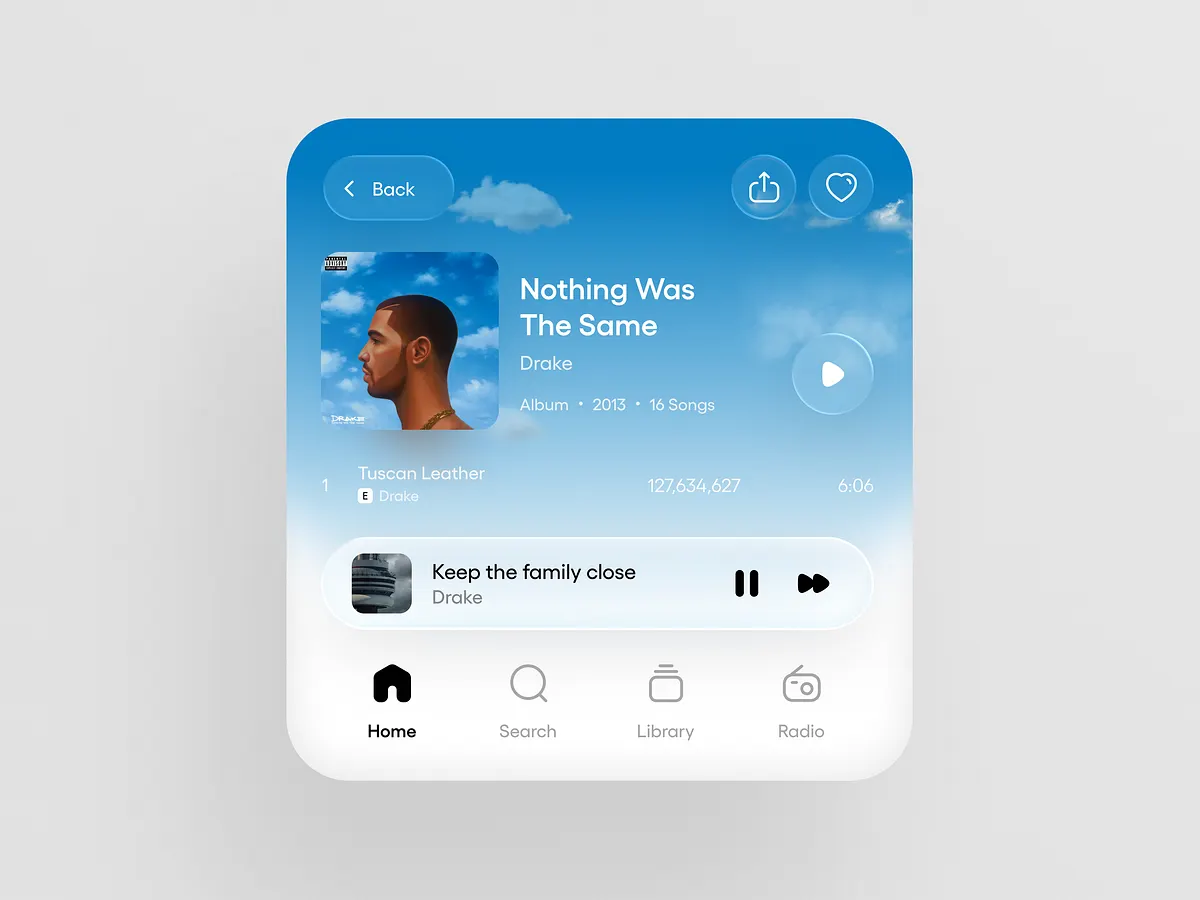 Back
DRAKE
Nothing Was
The Same
Drake
Album • 2013 • 16 Songs
1
Tuscan Leather
127,634,627
6:06
E Drake
Keep the family close
Drake
Home
Search
Library
Radio